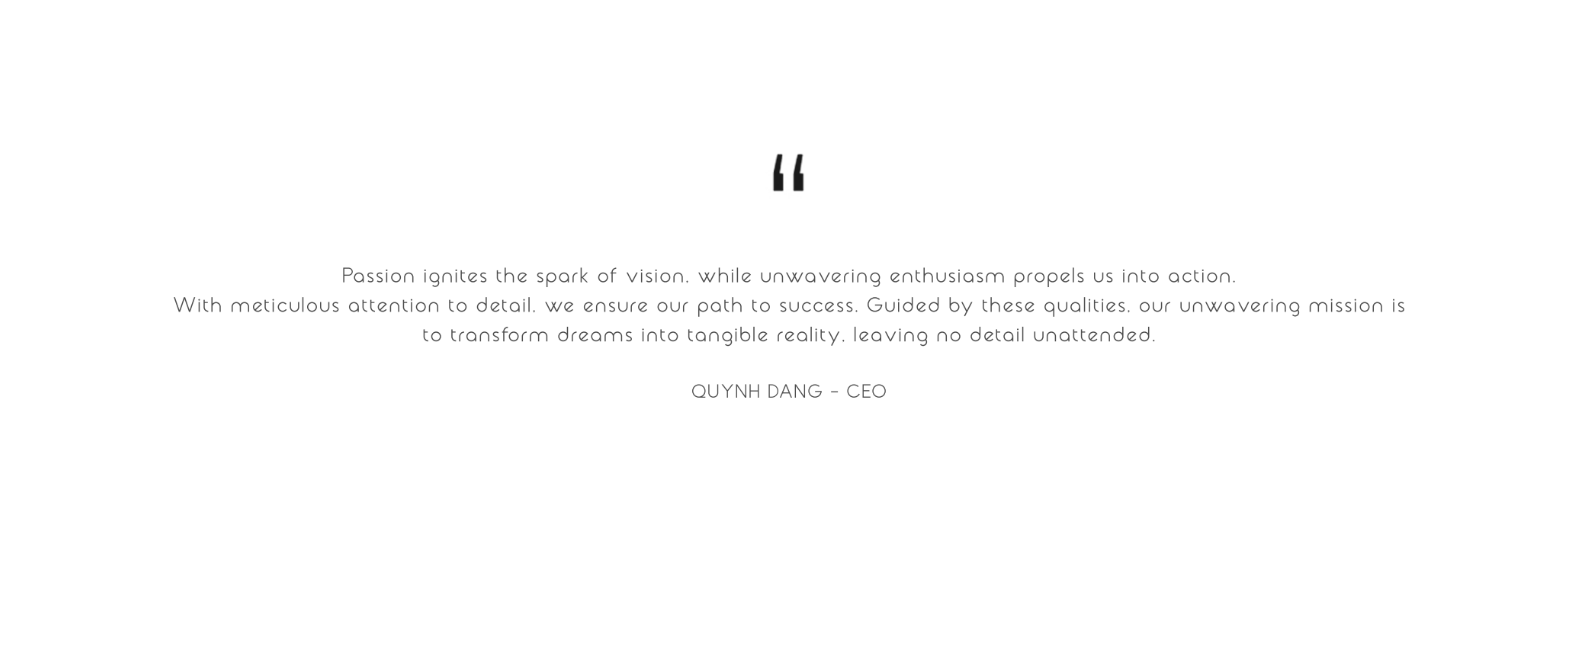 “
Passion ignites the spark of vision, while unwavering enthusiasm propels us into action.
With meticulous attention to detail, we ensure our path to success. Guided by these qualities, our unwavering mission is
to transform dreams into tangible reality, leaving no detail unattended.
QUYNH DANG - CEO